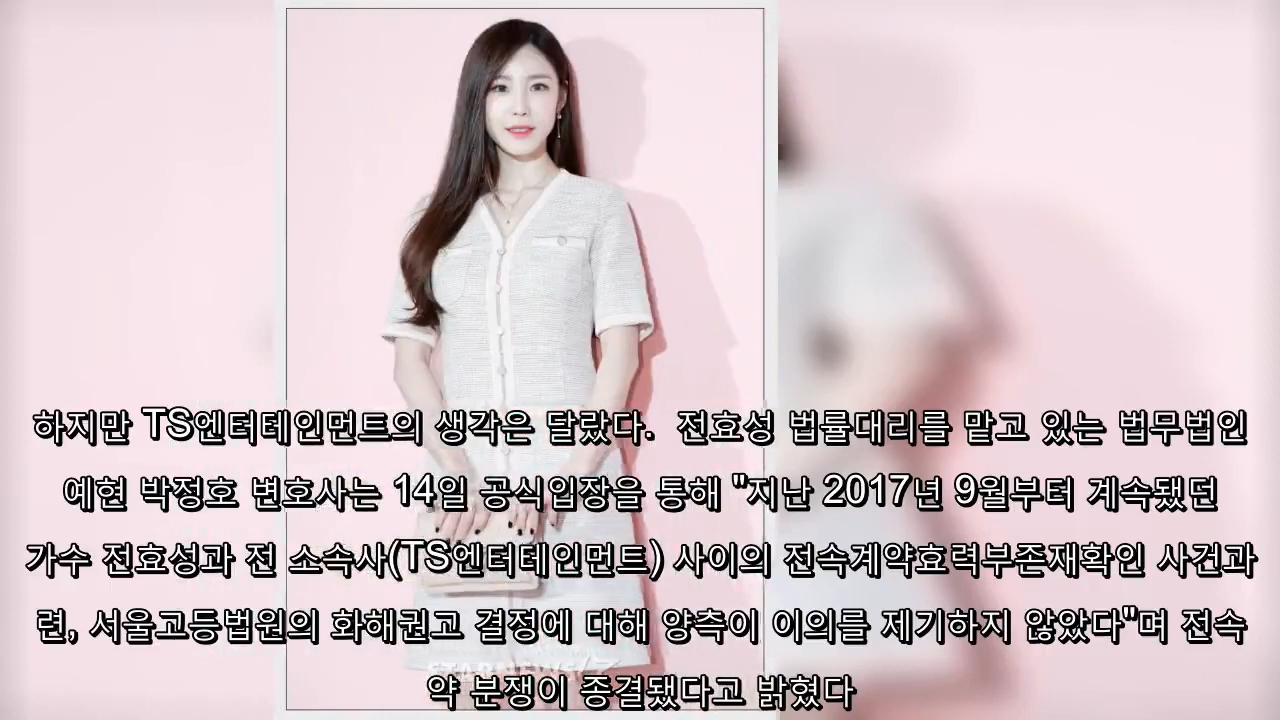 하지만 TS엔터테인먼트의 생각은 달랐다. 전효성 법률대리를 맡고 있는 법무법인
예현 박정호 변호사는 14일 공식입장을 통해 "지난 2017년 9월부터 계속됐던
가수 전효성과 전 소속사(TS엔터테인먼트) 사이의 전속계약효력부존재확인 사건과
련, 서울고등법원의 화해권고 결정에 대해 양측이 이의를 제기하지 않았다"며 전속
STARNEWS
약 분쟁이 종결됐다고 밝혔다